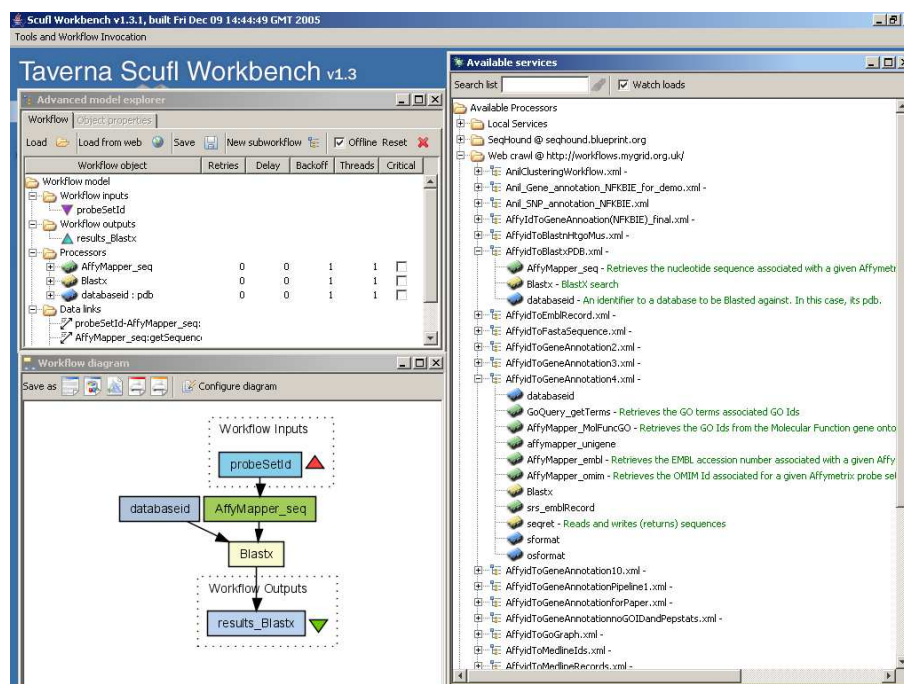 Scufl Workbench v1.3.1, built Fri Dec 09 14:44:49 GMT 2005
Tools and Workflow Invocation
Taverna Scufl Workbench v1.3
Advanced model explorer
Workflow Object properties
Load Load from web Save New subworkflow Offline Reset
Workflow object Retries Delay Backoff Threads Critical
Workflow model
Workflow inputs
probeSetId
Workflow outputs
results_Blastx
Processors
AffyMapper_seq 0 0 1 1
Blastx 0 0 1 1
databaseid : pdb 0 0 1 1
Data links
probeSetId-AffyMapper_seq:
AffyMapper_seq:getSequenc
Workflow diagram
Save as Configure diagram
Workflow Inputs
probeSetId
databaseid AffyMapper_seq
Blastx
Workflow Outputs
results_Blastx
Available services
Search list Watch loads
Available Processors
Local Services
SeqHound @ seqhound.blueprint.org
Web crawl @ http://workflows.mygrid.org.uk/
AnilClusteringWorkflow.xml -
Anil_Gene_annotation_NFKBIE_for_demo.xml -
Anil_SNP_annotation_NFKBIE.xml
AffyIdToGeneAnnoation(NFKBIE)_final.xml -
AffyidToBlastnHtgoMus.xml -
AffyidToBlastxPDB.xml -
AffyMapper_seq - Retrieves the nucleotide sequence associated with a given Affymetr
Blastx - BlastX search
databaseid - An identifier to a database to be Blasted against. In this case, its pdb.
AffyidToEmblRecord.xml -
AffyidToFastaSequence.xml -
AffyidToGeneAnnotation2.xml -
AffyidToGeneAnnotation3.xml -
AffyidToGeneAnnotation4.xml -
databaseid
GoQuery_getTerms - Retrieves the GO terms associated GO Ids
AffyMapper_MolFuncGO - Retrieves the GO Ids from the Molecular Function gene onto
affymapper_unigene
AffyMapper_embl - Retrieves the EMBL accession number associated with a given Affy
AffyMapper_omim - Retrieves the OMIM Id associated for a given Affymetrix probe se
Blastx
srs_emblRecord
seqret - Reads and writes (returns) sequences
sformat
osformat
AffyidToGeneAnnotation10.xml -
AffyidToGeneAnnotationPipeline1.xml -
AffyidToGeneAnnotationforPaper.xml -
AffyidToGeneAnnotationnoGOIDandPepstats.xml -
AffyidToGoGraph.xml -
AffyidToMedlineIds.xml -
AffyidToMedlineRecords.xml -